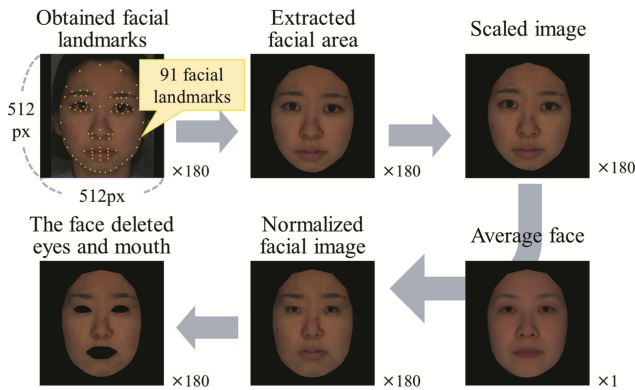 Obtained facial
landmarks
Extracted
facial area
Scaled image
91 facial
landmarks
512
px
×180
×180
×180
512px
The face deleted
eyes and mouth
Normalized
facial image
Average face
×180
×180
×1